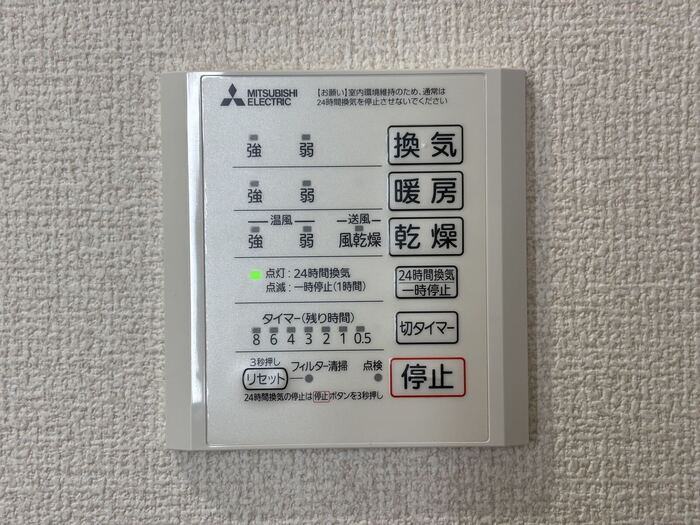 MITSUBISHI
ELECTRIC
【お願い】室内環境維持のため、通常は
24時間換気を停止させないでください
強 弱 換気
強 弱 暖房
温風 送風
強 弱 風乾燥 乾燥
点灯:24時間換気
点滅:一時停止(1時間)
24時間換気
一時停止
タイマー(残り時間)
8 6 4 3 2 1 0.5
切タイマー
3秒押し
リセット フィルター清掃 点検
停止
24時間換気の停止は停止ボタンを3秒押し